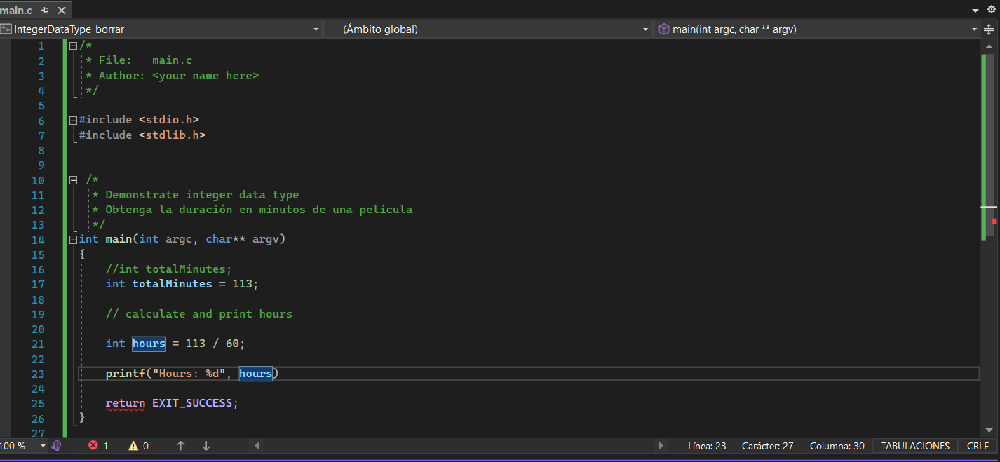 main.c
IntegerDataType_borrar (Ámbito global) main(int argc, char ** argv)
1 /*
2 * File:   main.c
3 * Author: <your name here>
4 */
5
6 #include <stdio.h>
7 #include <stdlib.h>
8
9
10 /*
11 * Demonstrate integer data type
12 * Obtenga la duración en minutos de una película
13 */
14 int main(int argc, char** argv)
15 {
16 //int totalMinutes;
17 int totalMinutes = 113;
18
19 // calculate and print hours
20
21 int hours = 113 / 60;
22
23 printf("Hours: %d", hours)
24
25 return EXIT_SUCCESS;
26 }
27
100 % 1 0 Línea: 23 Carácter: 27 Columna: 30 TABULACIONES CRLF